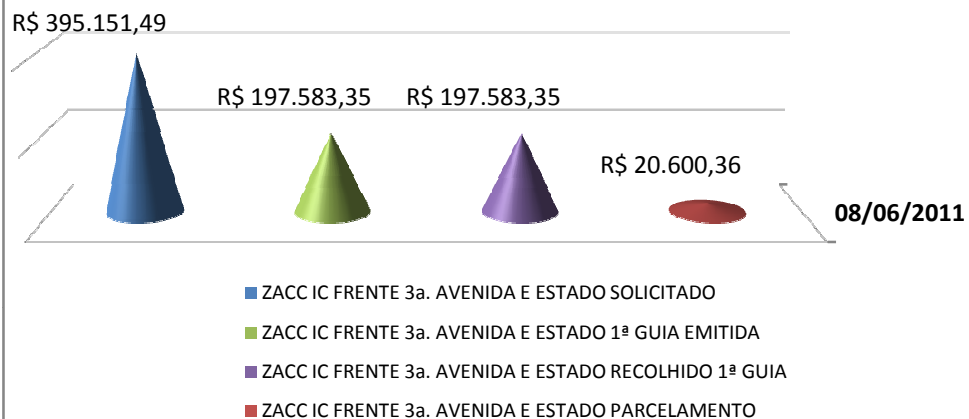 R$ 395.151,49
R$ 197.583,35 R$ 197.583,35
R$ 20.600,36
08/06/2011
ZACC IC FRENTE 3a. AVENIDA E ESTADO SOLICITADO
ZACC IC FRENTE 3a. AVENIDA E ESTADO 1ª GUIA EMITIDA
ZACC IC FRENTE 3a. AVENIDA E ESTADO RECOLHIDO 1ª GUIA
ZACC IC FRENTE 3a. AVENIDA E ESTADO PARCELAMENTO